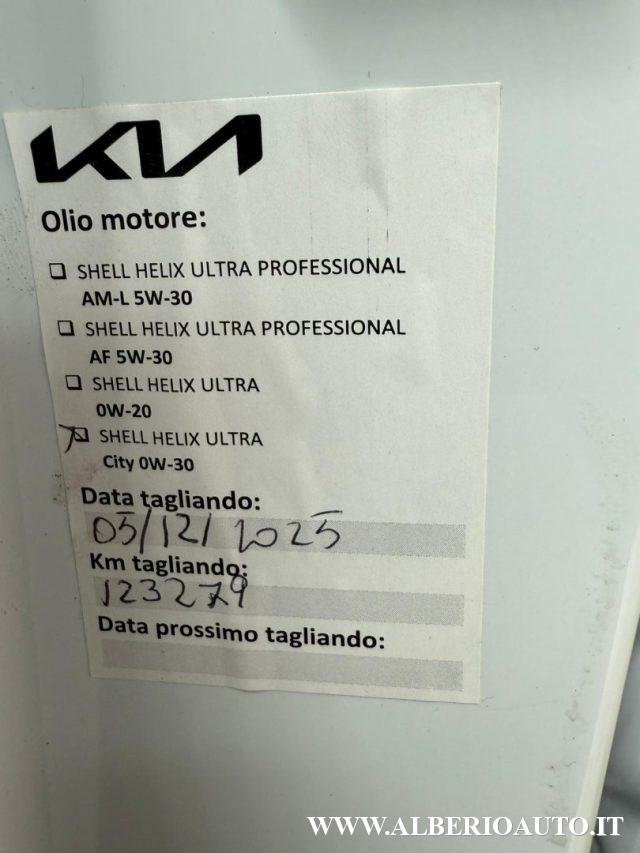 KIA
Olio motore:
SHELL HELIX ULTRA PROFESSIONAL
AM-L 5W-30
SHELL HELIX ULTRA PROFESSIONAL
AF 5W-30
SHELL HELIX ULTRA
0W-20
SHELL HELIX ULTRA
City 0W-30
Data tagliando:
05/12/2025
Km tagliando:
123279
Data prossimo tagliando:
WWW.ALBERIOAUTO.IT